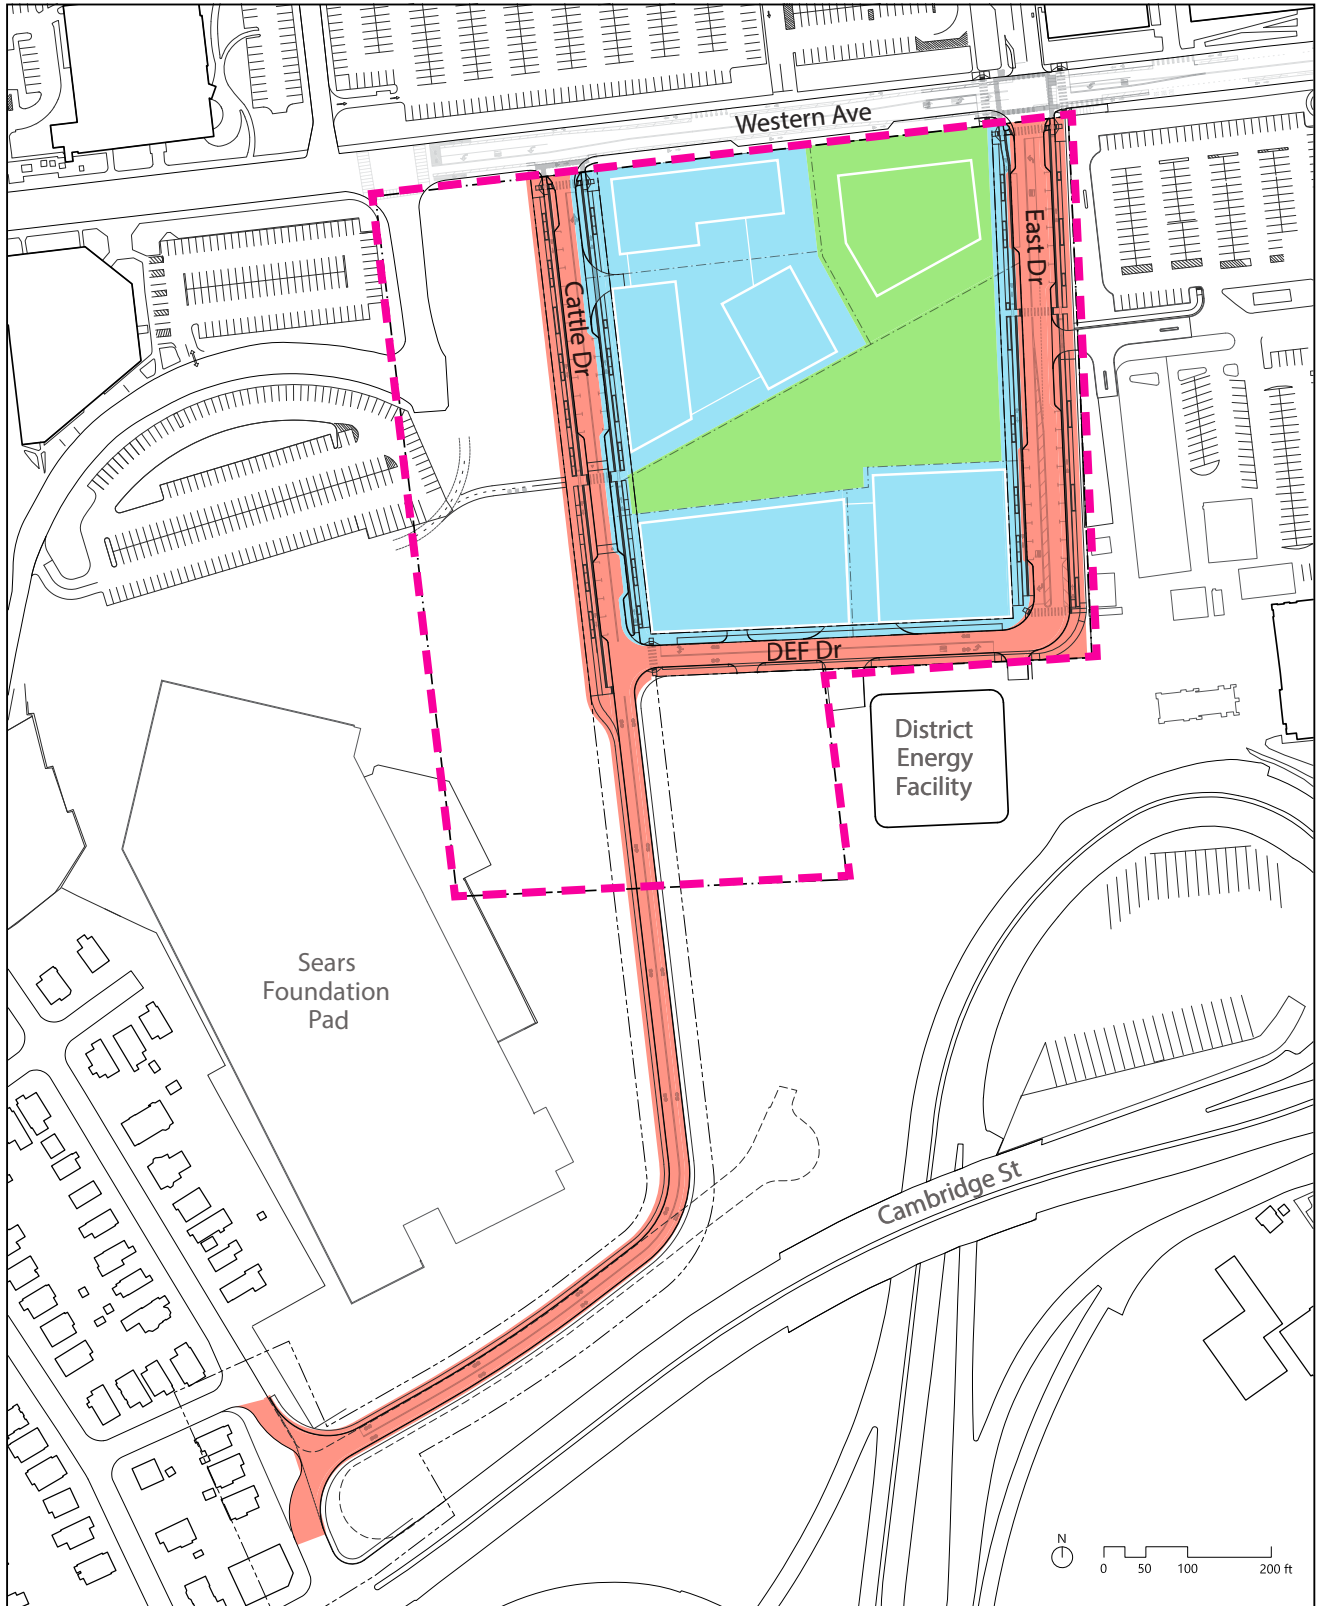 Western Ave
East Dr
Cattle Dr
DEF Dr
District
Energy
Facility
Sears
Foundation
Pad
Cambridge St
N
0 50 100 200 ft